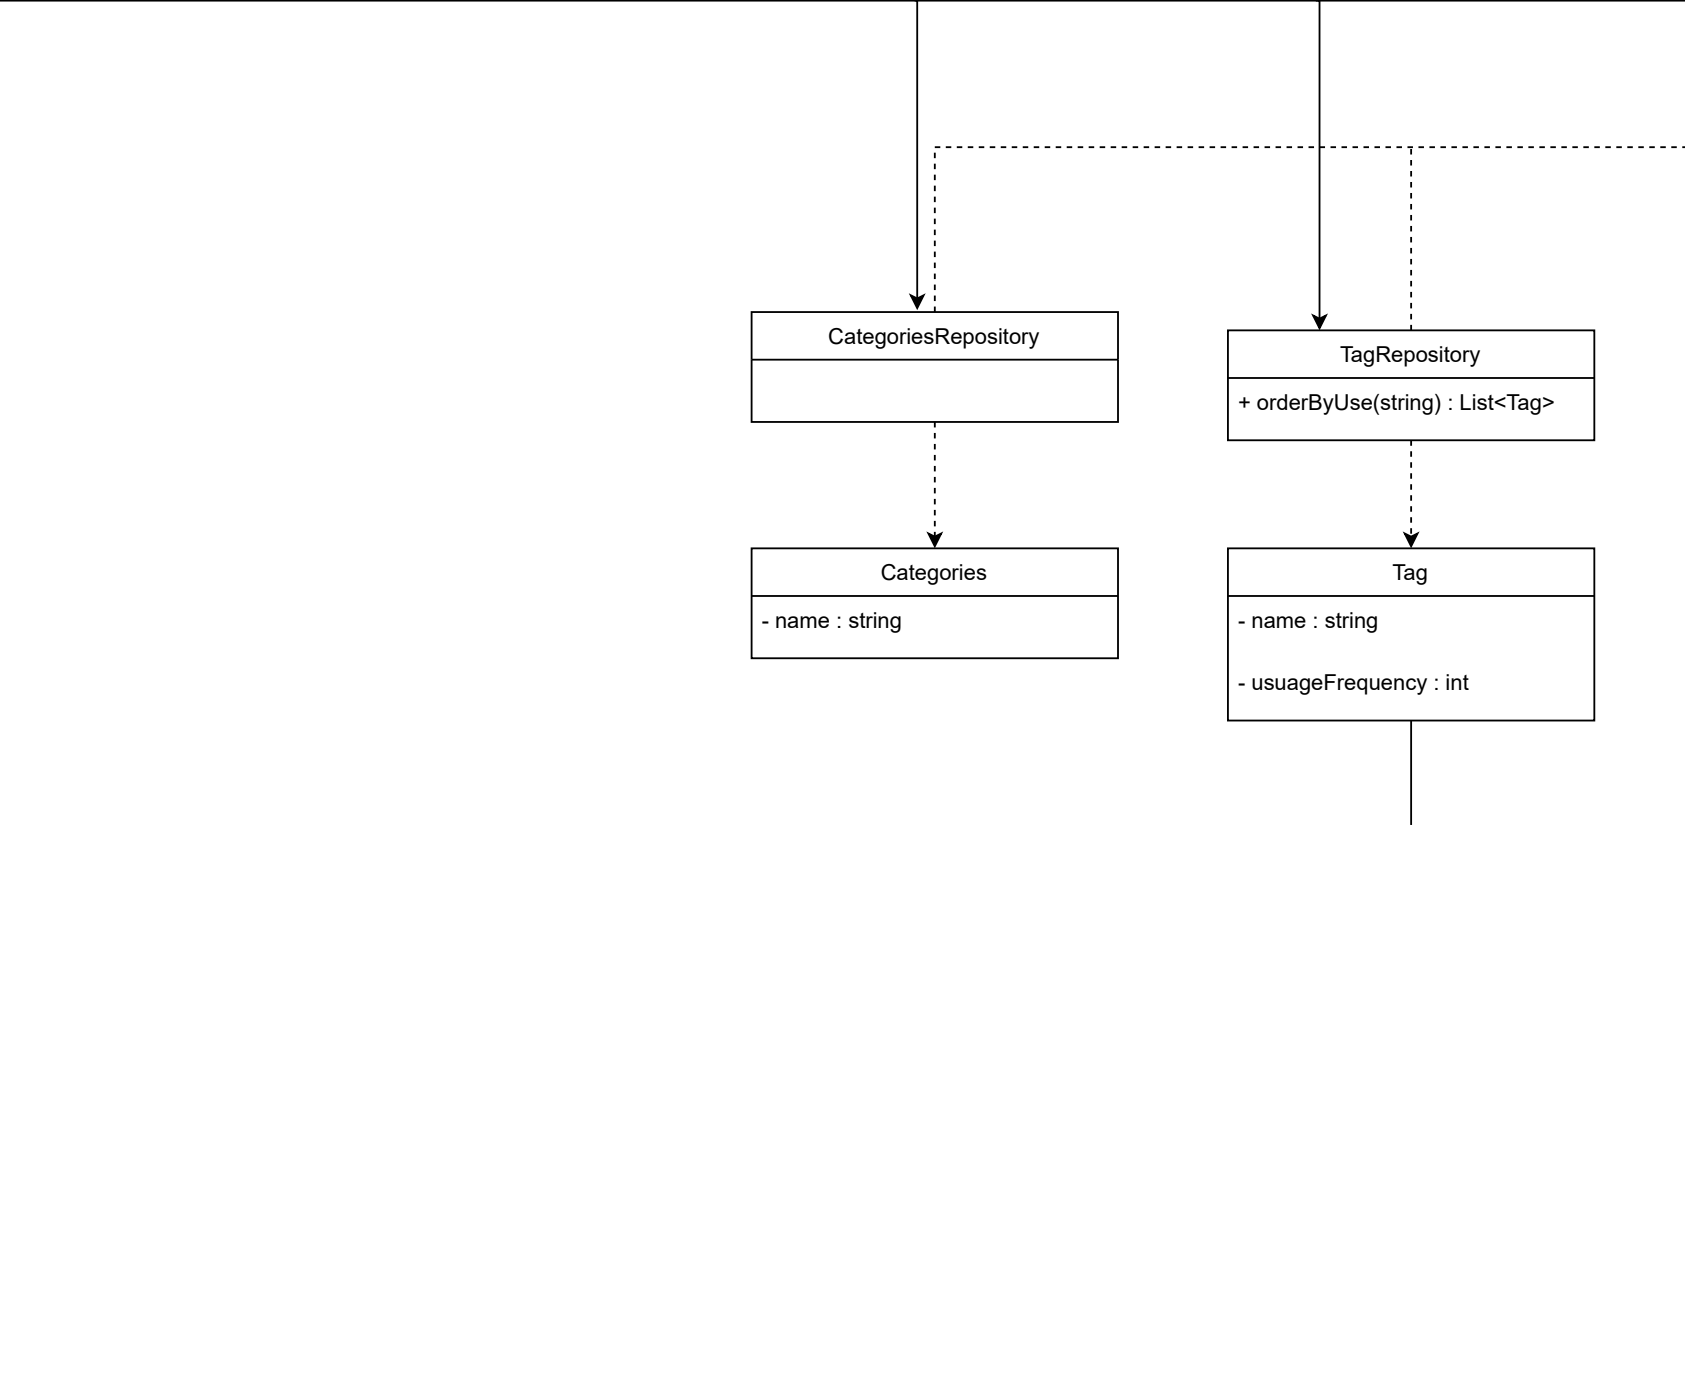 CategoriesRepository
TagRepository
+ orderByUse(string) : List<Tag>
Categories
- name : string
Tag
- name : string
- usuageFrequency : int